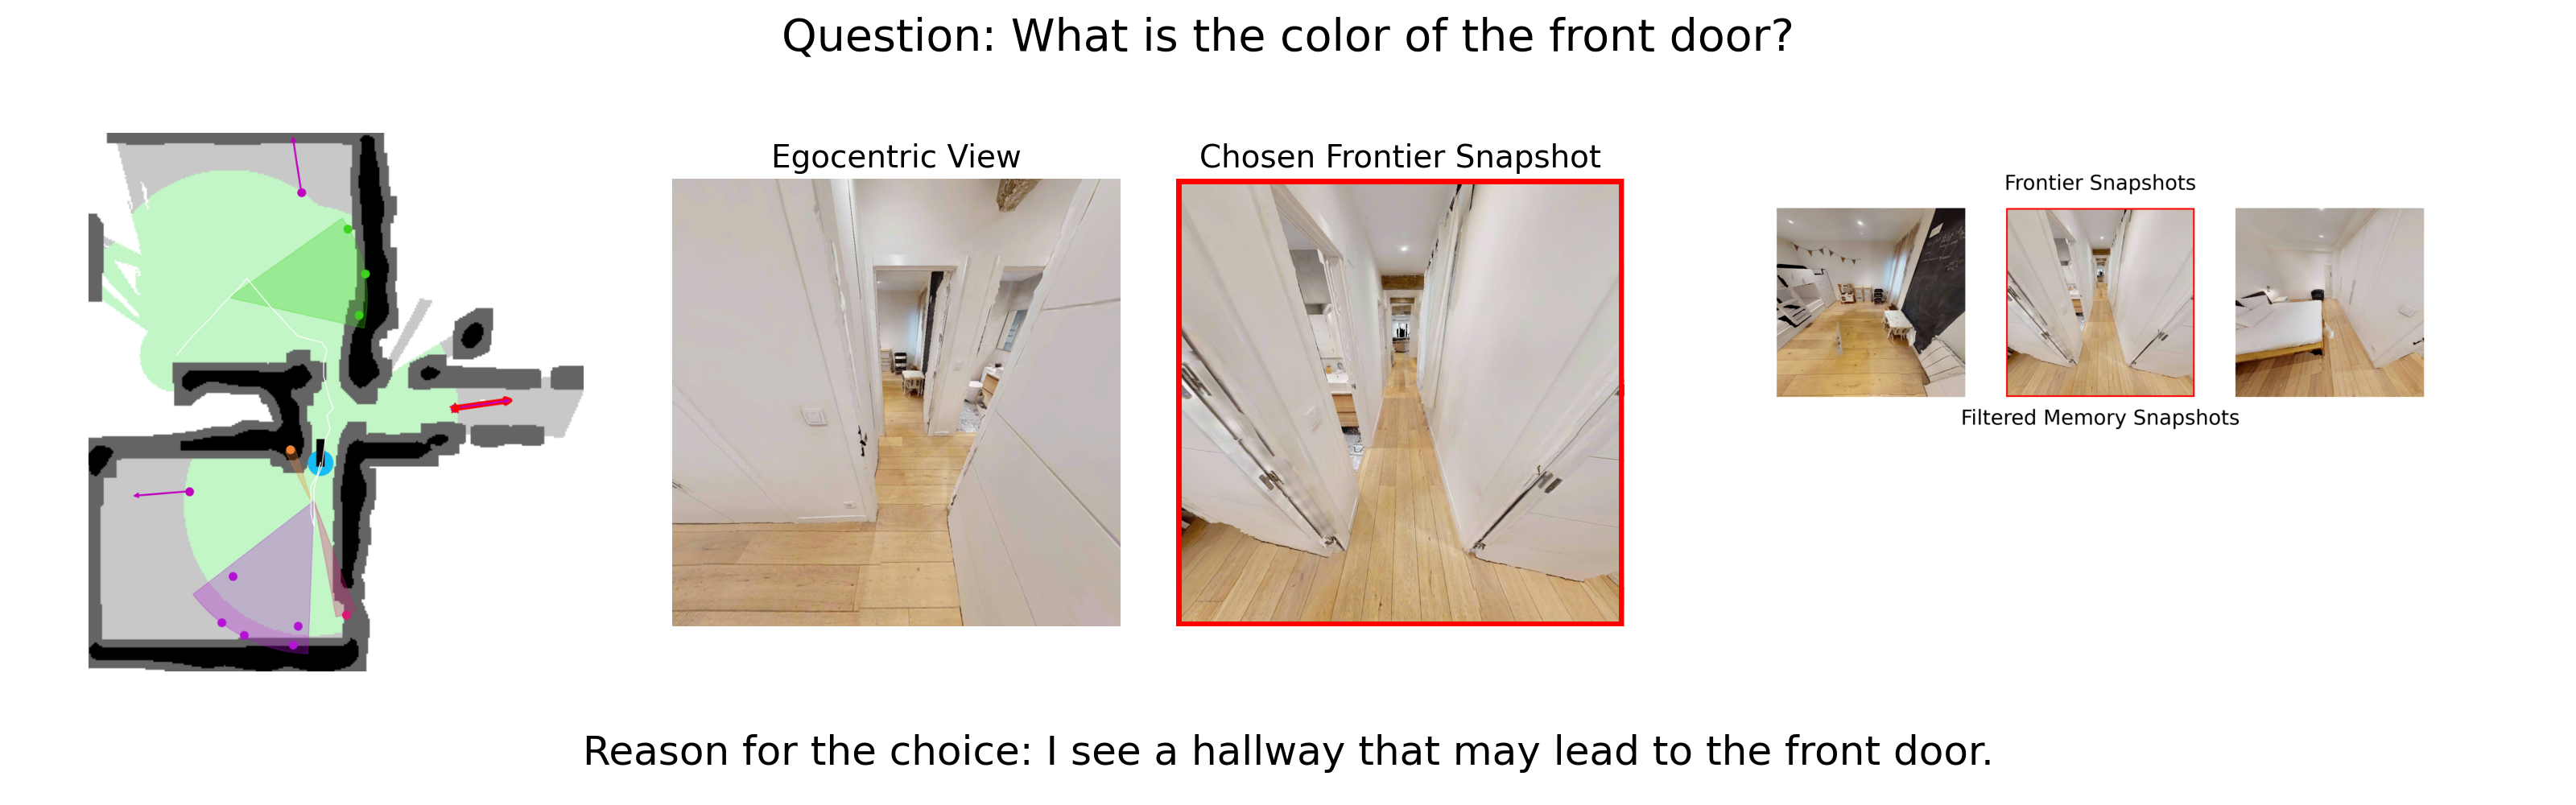 Question: What is the color of the front door?
Egocentric View
Chosen Frontier Snapshot
Frontier Snapshots
Filtered Memory Snapshots
Reason for the choice: I see a hallway that may lead to the front door.